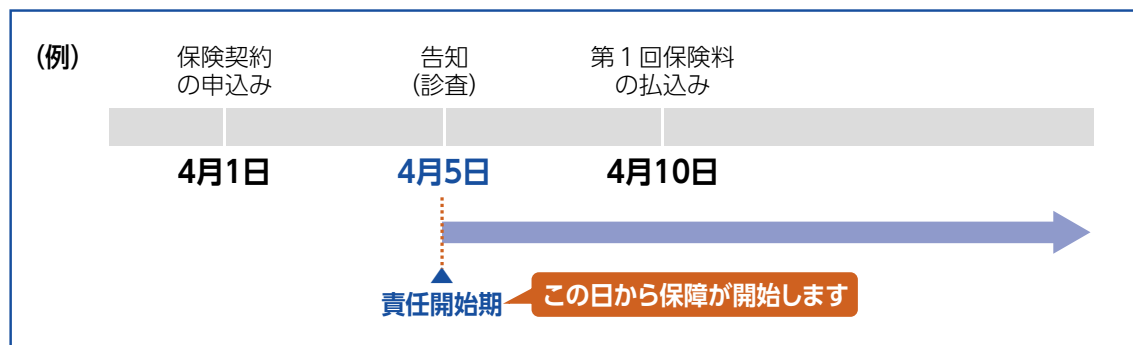 (例)
保険契約
の申込み
告知
(診査)
第1回保険料
の払込み
4月1日
4月5日
4月10日
責任開始期
この日から保障が開始します